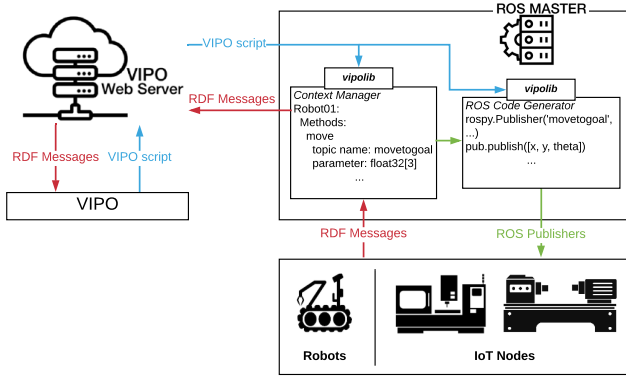 ROS MASTER
VIPO script
VIPO
Web Server
vipolib
vipolib
RDF Messages
Context Manager
Robot01:
Methods:
move
topic name: movetogoal
parameter: float32[3]
...
ROS Code Generator
rospy.Publisher('movetogoal',
...)
pub.publish([x, y, theta])
...
RDF Messages
VIPO script
VIPO
RDF Messages
ROS Publishers
Robots
IoT Nodes